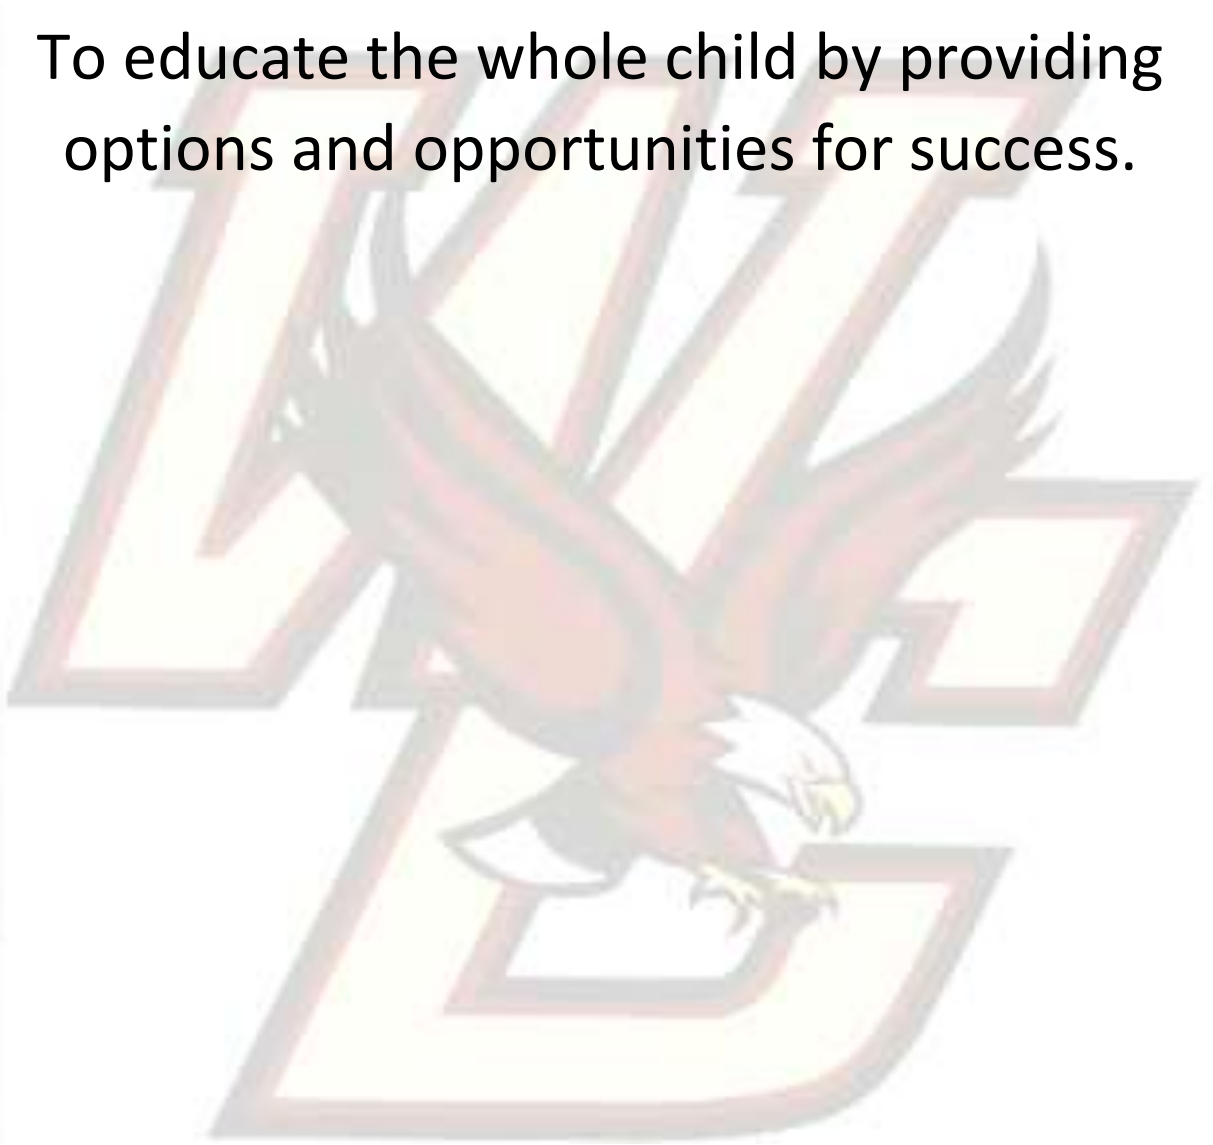 To educate the whole child by providing
options and opportunities for success.